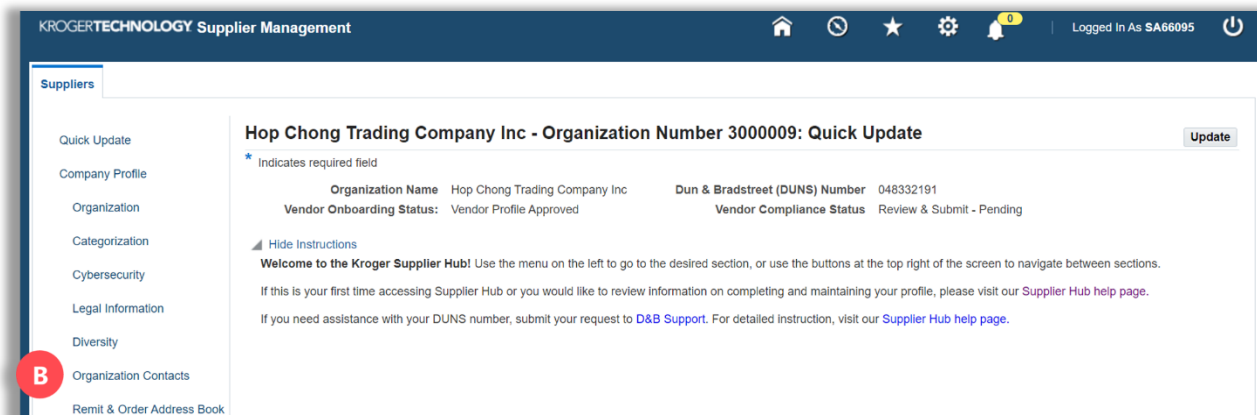 KROGERTECHNOLOGY. Supplier Management
0
Logged In As SA66095
Suppliers
Quick Update
Company Profile
Organization
Categorization
Cybersecurity
Legal Information
Diversity
B
Organization Contacts
Remit & Order Address Book
Hop Chong Trading Company Inc - Organization Number 3000009: Quick Update
Update
* Indicates required field
Organization Name Hop Chong Trading Company Inc Dun & Bradstreet (DUNS) Number 048332191
Vendor Onboarding Status: Vendor Profile Approved Vendor Compliance Status Review & Submit - Pending
Hide Instructions
Welcome to the Kroger Supplier Hub! Use the menu on the left to go to the desired section, or use the buttons at the top right of the screen to navigate between sections.
If this is your first time accessing Supplier Hub or you would like to review information on completing and maintaining your profile, please visit our Supplier Hub help page.
If you need assistance with your DUNS number, submit your request to D&B Support. For detailed instruction, visit our Supplier Hub help page.